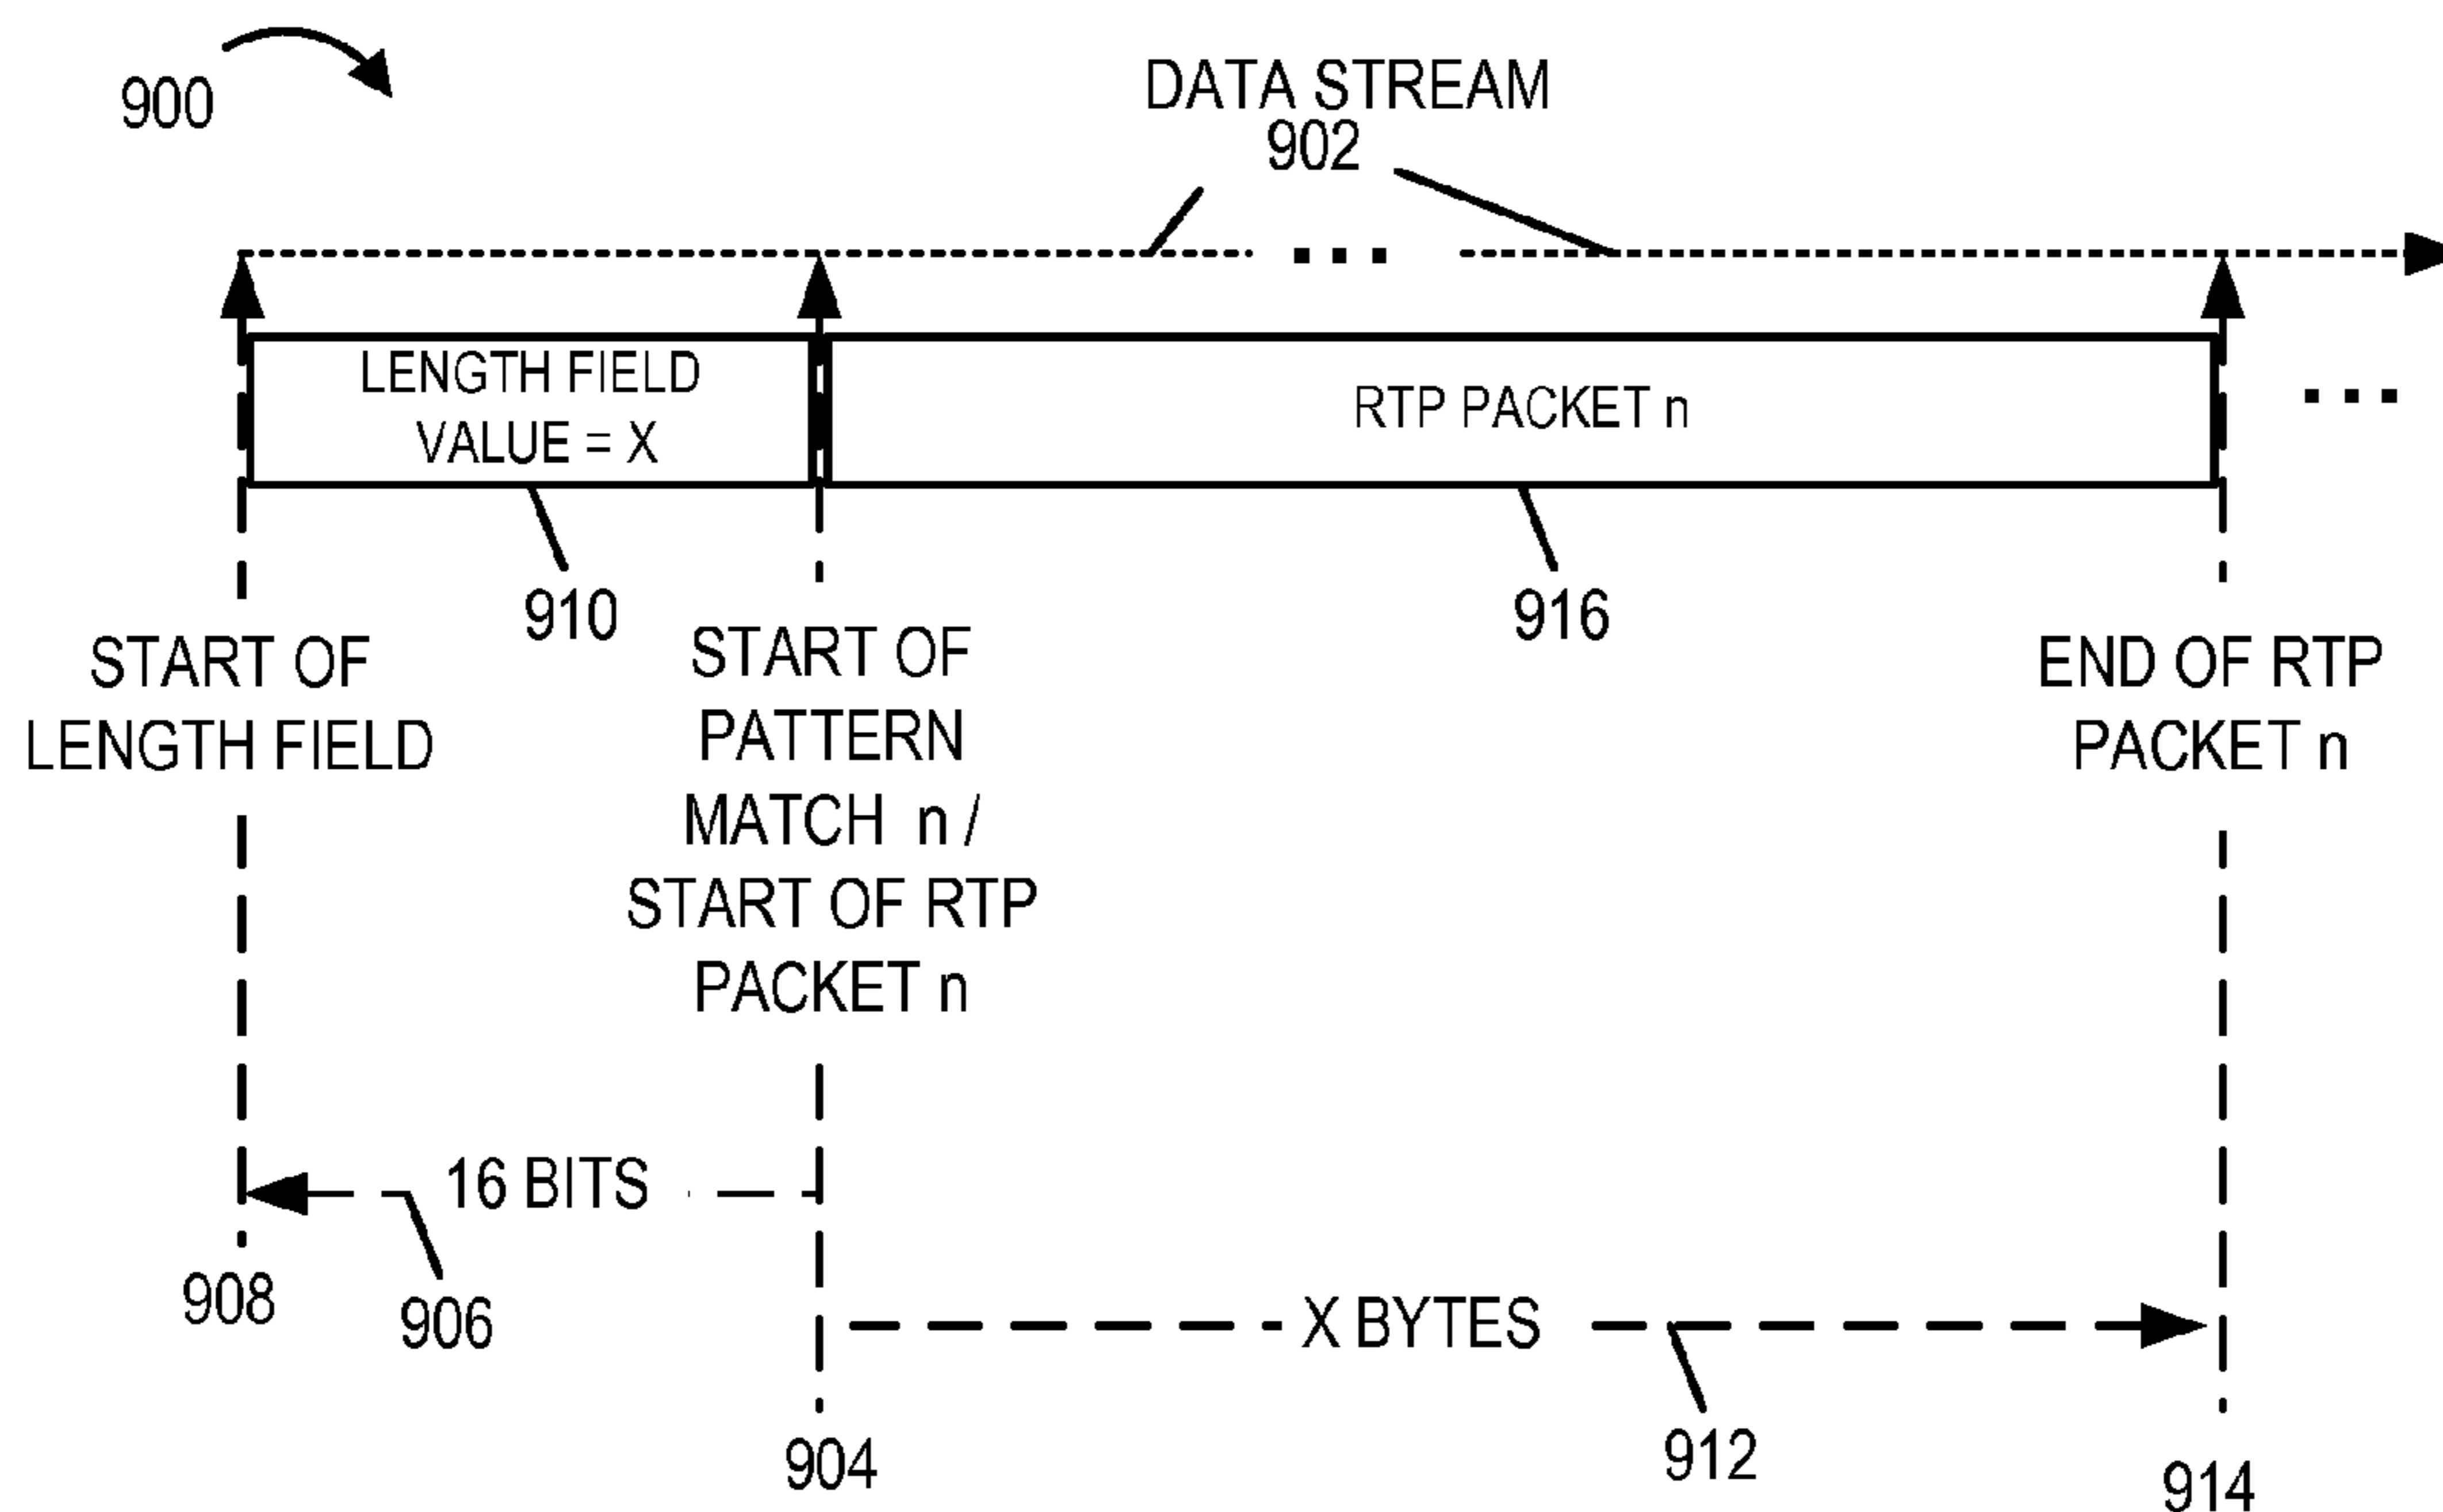 900
DATA STREAM
902
...
LENGTH FIELD
VALUE = X
RTP PACKET n
...
910
916
START OF
LENGTH FIELD
START OF
PATTERN
MATCH n /
START OF RTP
PACKET n
END OF RTP
PACKET n
16 BITS
908
906
X BYTES
904
912
914